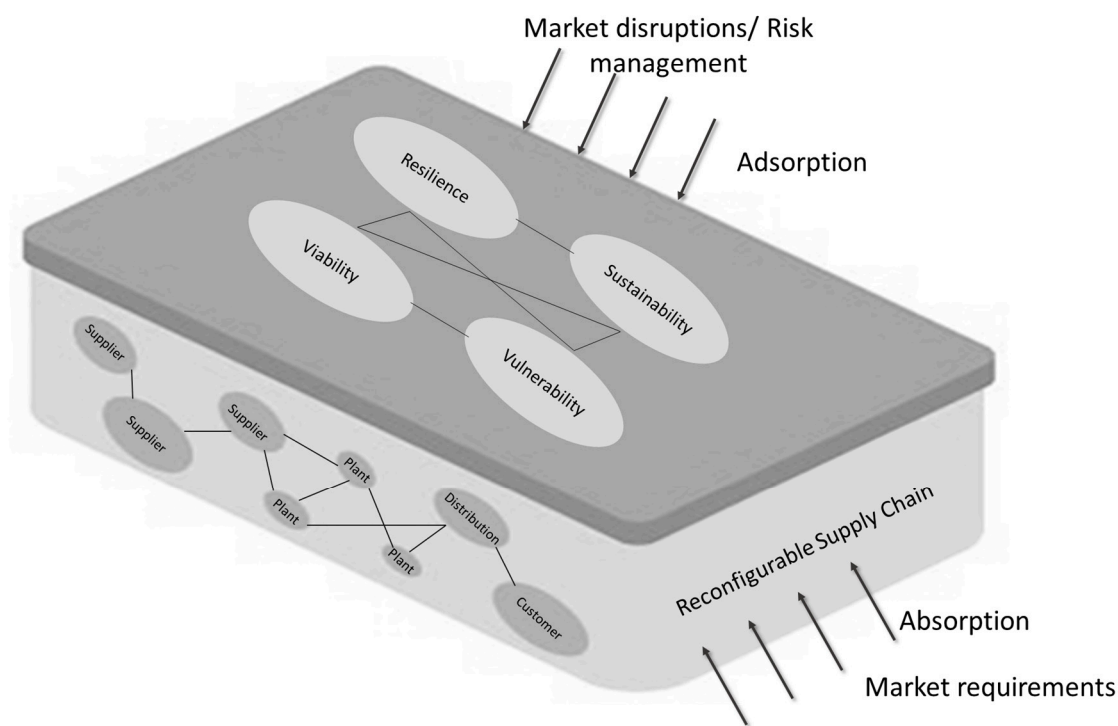 Market disruptions/ Risk
management
Adsorption
Resilience
Viability
Sustainability
Vulnerability
Supplier
Supplier
Supplier
Plant
Plant
Distribution
Plant
Customer
Reconfigurable Supply Chain
Absorption
Market requirements